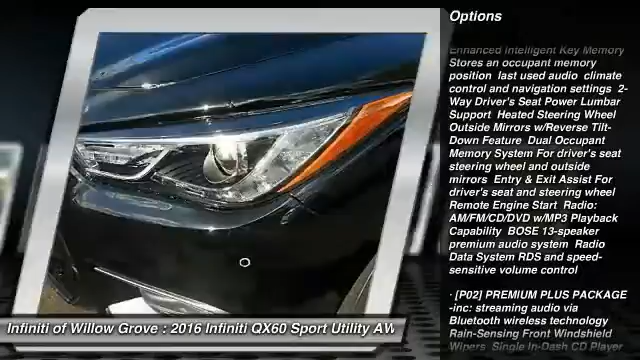 Options
Enhanced Intelligent Key Memory
Stores an occupant memory
position  last used audio  climate
control and navigation settings  2-
Way Driver's Seat Power Lumbar
Support  Heated Steering Wheel
Outside Mirrors w/Reverse Tilt-
Down Feature  Dual Occupant
Memory System For driver's seat
steering wheel and outside
mirrors  Entry & Exit Assist For
driver's seat and steering wheel
Remote Engine Start  Radio:
AM/FM/CD/DVD w/MP3 Playback
Capability  BOSE 13-speaker
premium audio system  Radio
Data System RDS and speed-
sensitive volume control
· [P02] PREMIUM PLUS PACKAGE
-inc: streaming audio via
Bluetooth wireless technology
Rain-Sensing Front Windshield
Wipers  Single In-Dash CD Player
Infiniti of Willow Grove : 2016 Infiniti QX60 Sport Utility AW